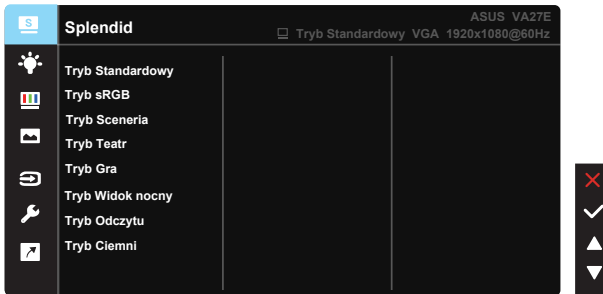 S
Splendid
ASUS VA27E
Tryb Standardowy VGA 1920x1080@60Hz
Tryb Standardowy
Tryb sRGB
Tryb Sceneria
Tryb Teatr
Tryb Gra
Tryb Widok nocny
Tryb Odczytu
Tryb Ciemni